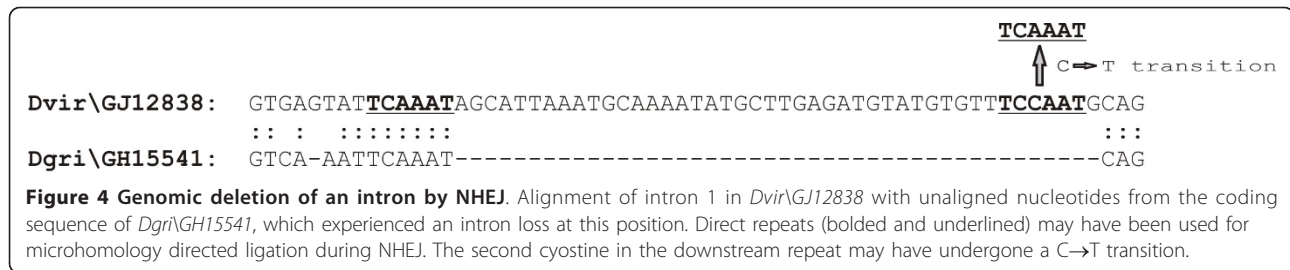 TCAAAT
C→T transition
Dvir\GJ12838: GTGAGTATTCAAATAGCATTAAATGCAAAATATGCTTGAGATGTATGTGTTTCCAATGCAG
:: : :::::::: :::
Dgri\GH15541: GTCA-AATTCAAAT---------------------------------------------CAG
Figure 4 Genomic deletion of an intron by NHEJ. Alignment of intron 1 in Dvir\GJ12838 with unaligned nucleotides from the coding
sequence of Dgri\GH15541, which experienced an intron loss at this position. Direct repeats (bolded and underlined) may have been used for
microhomology directed ligation during NHEJ. The second cyostine in the downstream repeat may have undergone a C→T transition.